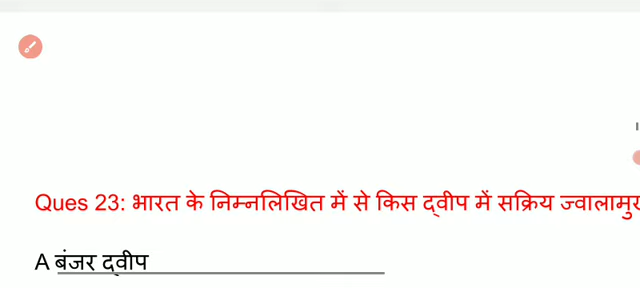 Ques 23: भारत के निम्नलिखित में से किस द्वीप में सक्रिय
A बंजर द्वीप